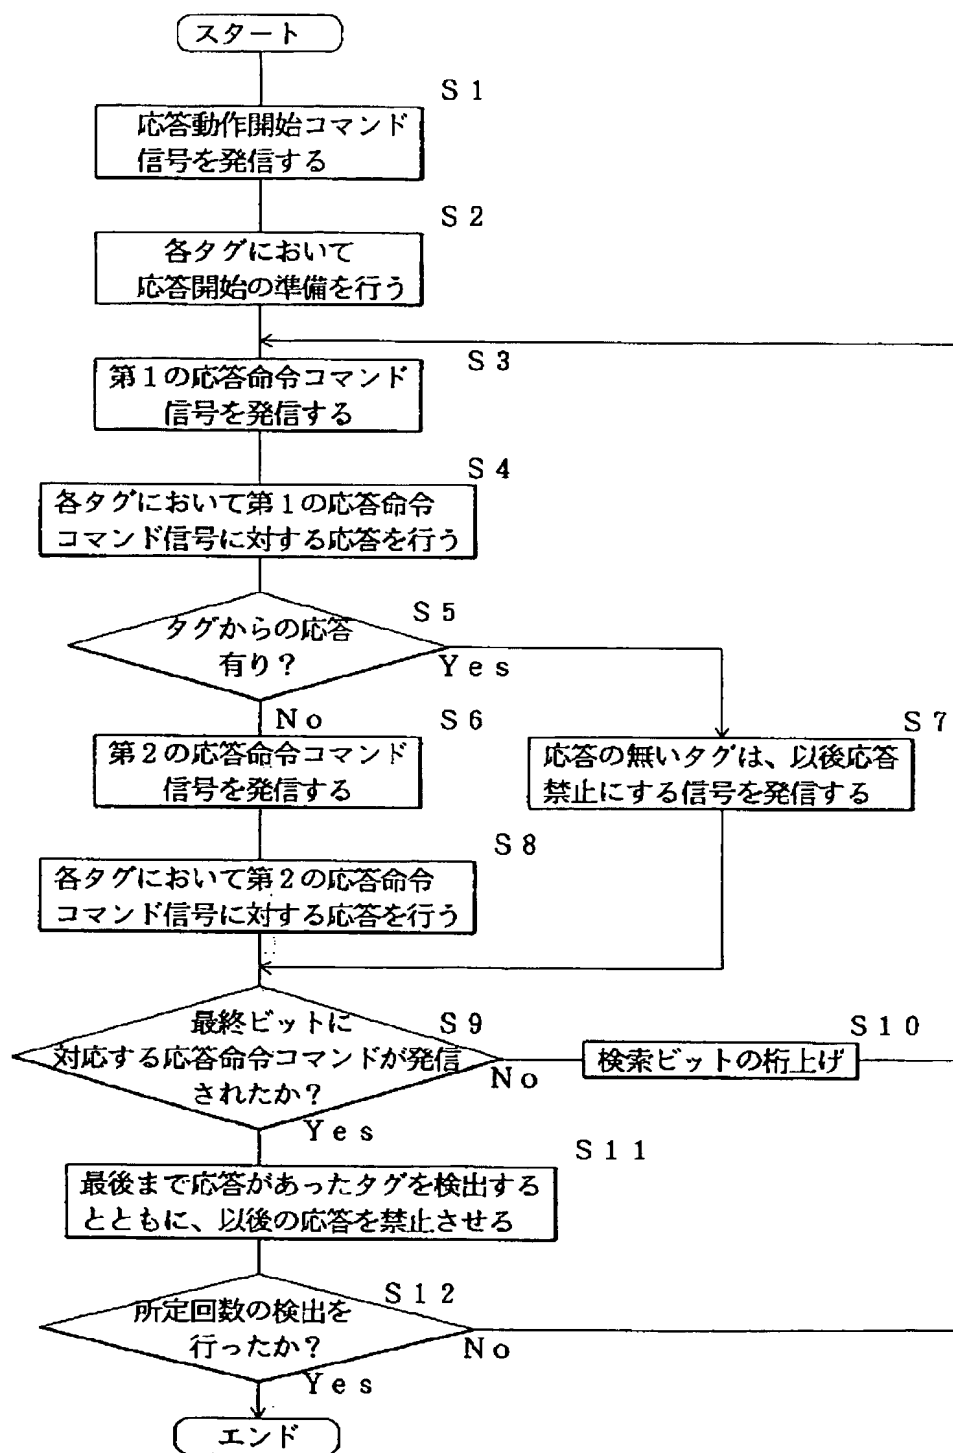 スタート
S1
応答動作開始コマンド
信号を発信する
S2
各タグにおいて
応答開始の準備を行う
S3
第1の応答命令コマンド
信号を発信する
S4
各タグにおいて第1の応答命令
コマンド信号に対する応答を行う
S5
タグからの応答
有り？
Yes
No
S6
第2の応答命令コマンド
信号を発信する
S7
応答の無いタグは、以後応答
禁止にする信号を発信する
S8
各タグにおいて第2の応答命令
コマンド信号に対する応答を行う
S9
最終ビットに
対応する応答命令コマンドが発信
されたか？
No
S10
検索ビットの桁上げ
Yes
S11
最後まで応答があったタグを検出する
とともに、以後の応答を禁止させる
S12
所定回数の検出を
行ったか？
No
Yes
エンド